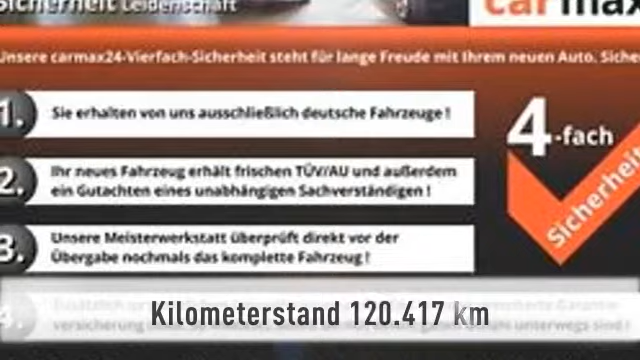 Sicherheit Leidenschaft
carmax
Unsere carmax24-Vierfach-Sicherheit steht für lange Freude mit Ihrem neuen Auto.
1. Sie erhalten von uns ausschließlich deutsche Fahrzeuge !
4-fach
Sicherheit
2. Ihr neues Fahrzeug erhält frischen TÜV/AU und außerdem
ein Gutachten eines unabhängigen Sachverständigen !
3. Unsere Meisterwerkstatt überprüft direkt vor der
Übergabe nochmals das komplette Fahrzeug !
4.
Kilometerstand 120.417 km
unterwegs sind !